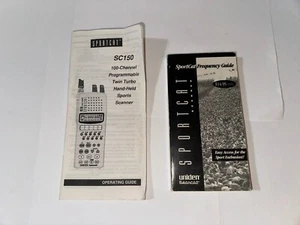 SPORTCAT
SC150
100-Channel
Programmable
Twin Turbo
Hand-Held
Sports
Scanner
OPERATING GUIDE
SportCat Frequency Guide
SPORTCAT
uniden
Easy Access for the
Sport Enthusiast!